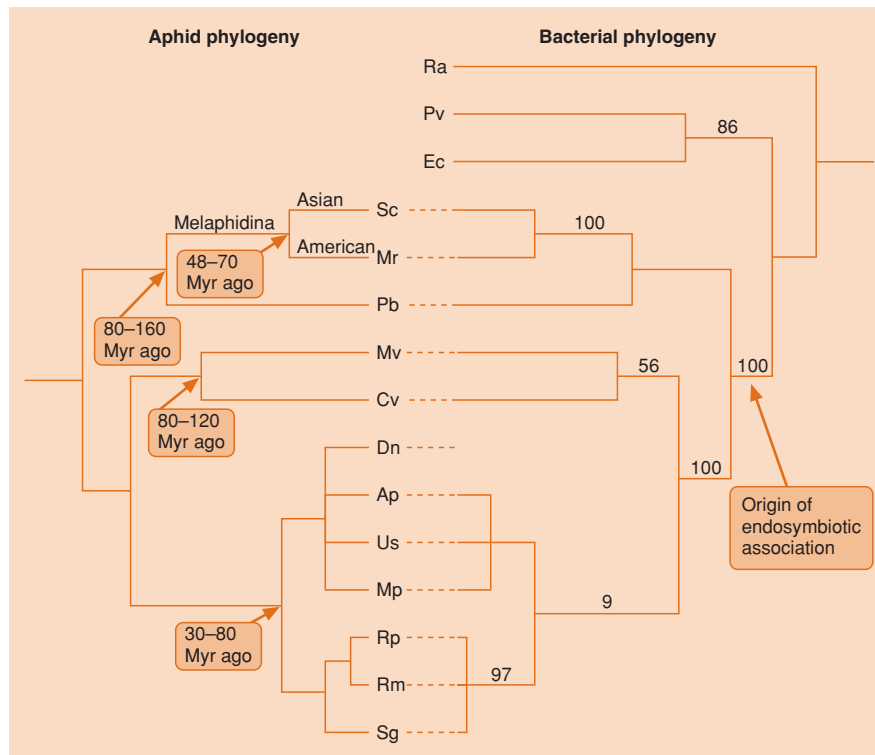 Aphid phylogeny
Bacterial phylogeny
Ra
Pv
86
Ec
Asian
Sc
Melaphidina
100
American
Mr
48–70
Myr ago
Pb
80–160
Myr ago
Mv
56
100
Cv
80–120
Myr ago
Dn
100
Ap
Origin of
endosymbiotic
association
Us
Mp
9
30–80
Myr ago
Rp
97
Rm
Sg